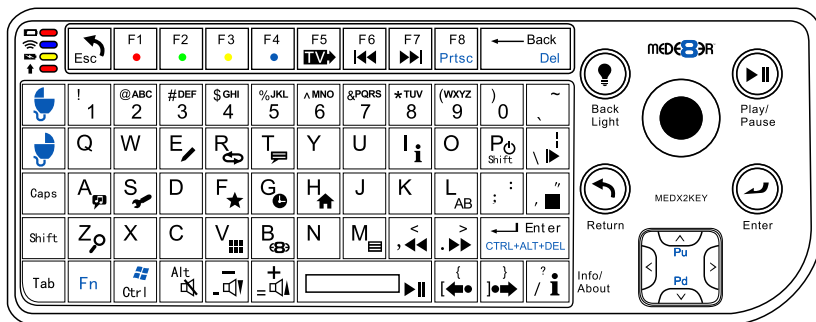 Esc F1 F2 F3 F4 F5 F6 F7 F8 Back
TV Prtsc Del
MEDE8ER
! 1 @ABC 2 #DEF 3 $GHI 4 %JKL 5 ^MNO 6 &PQRS 7 *TUV 8 (WXYZ 9 ) 0 ~ `
Back Light
Play/ Pause
Q W E R T Y U I i O P Shift \ ¦
Caps A S D F G H J K L AB ; : , "
MEDX2KEY
Return
Enter
Shift Z X C V B 8 N M , < . > Enter
CTRL+ALT+DEL
Tab Fn Ctrl Alt - = + [ { ] } / ? i
Info/ About
Pu
Pd